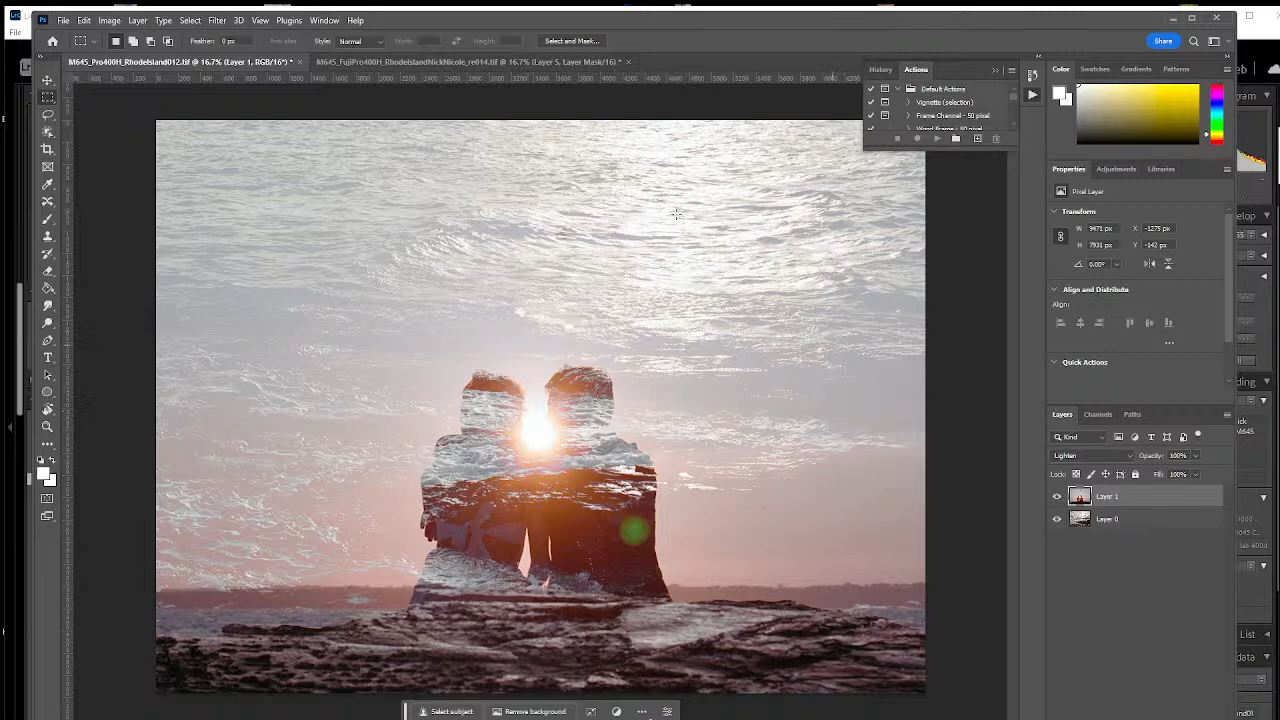 File
File Edit Image Layer Type Select Filter 3D View Plugins Window Help
Feather: 0 px Anti-alias Style: Normal Width: Height: Select and Mask... Share
M645_Pro400H_RhodeIsland012.tif @ 16.7% (Layer 1, RGB/16*) * × M645_FujiPro400H_RhodeIslandNickNicole_re014.tif @ 16.7% (Layer 5, Layer Mask/16) * ×
History Actions
Default Actions
Vignette (selection)
Frame Channel - 50 pixel
Wood Frame - 50 pixel
Color Swatches Gradients Patterns
Properties Adjustments Libraries
Pixel Layer
Transform
W 3471 px X -1275 px
H 7931 px Y -142 px
0.00°
Align and Distribute
Align:
Quick Actions
Layers Channels Paths
Kind
Lighten Opacity: 100%
Lock: Fill: 100%
Layer 1
Layer 0
Select subject Remove background